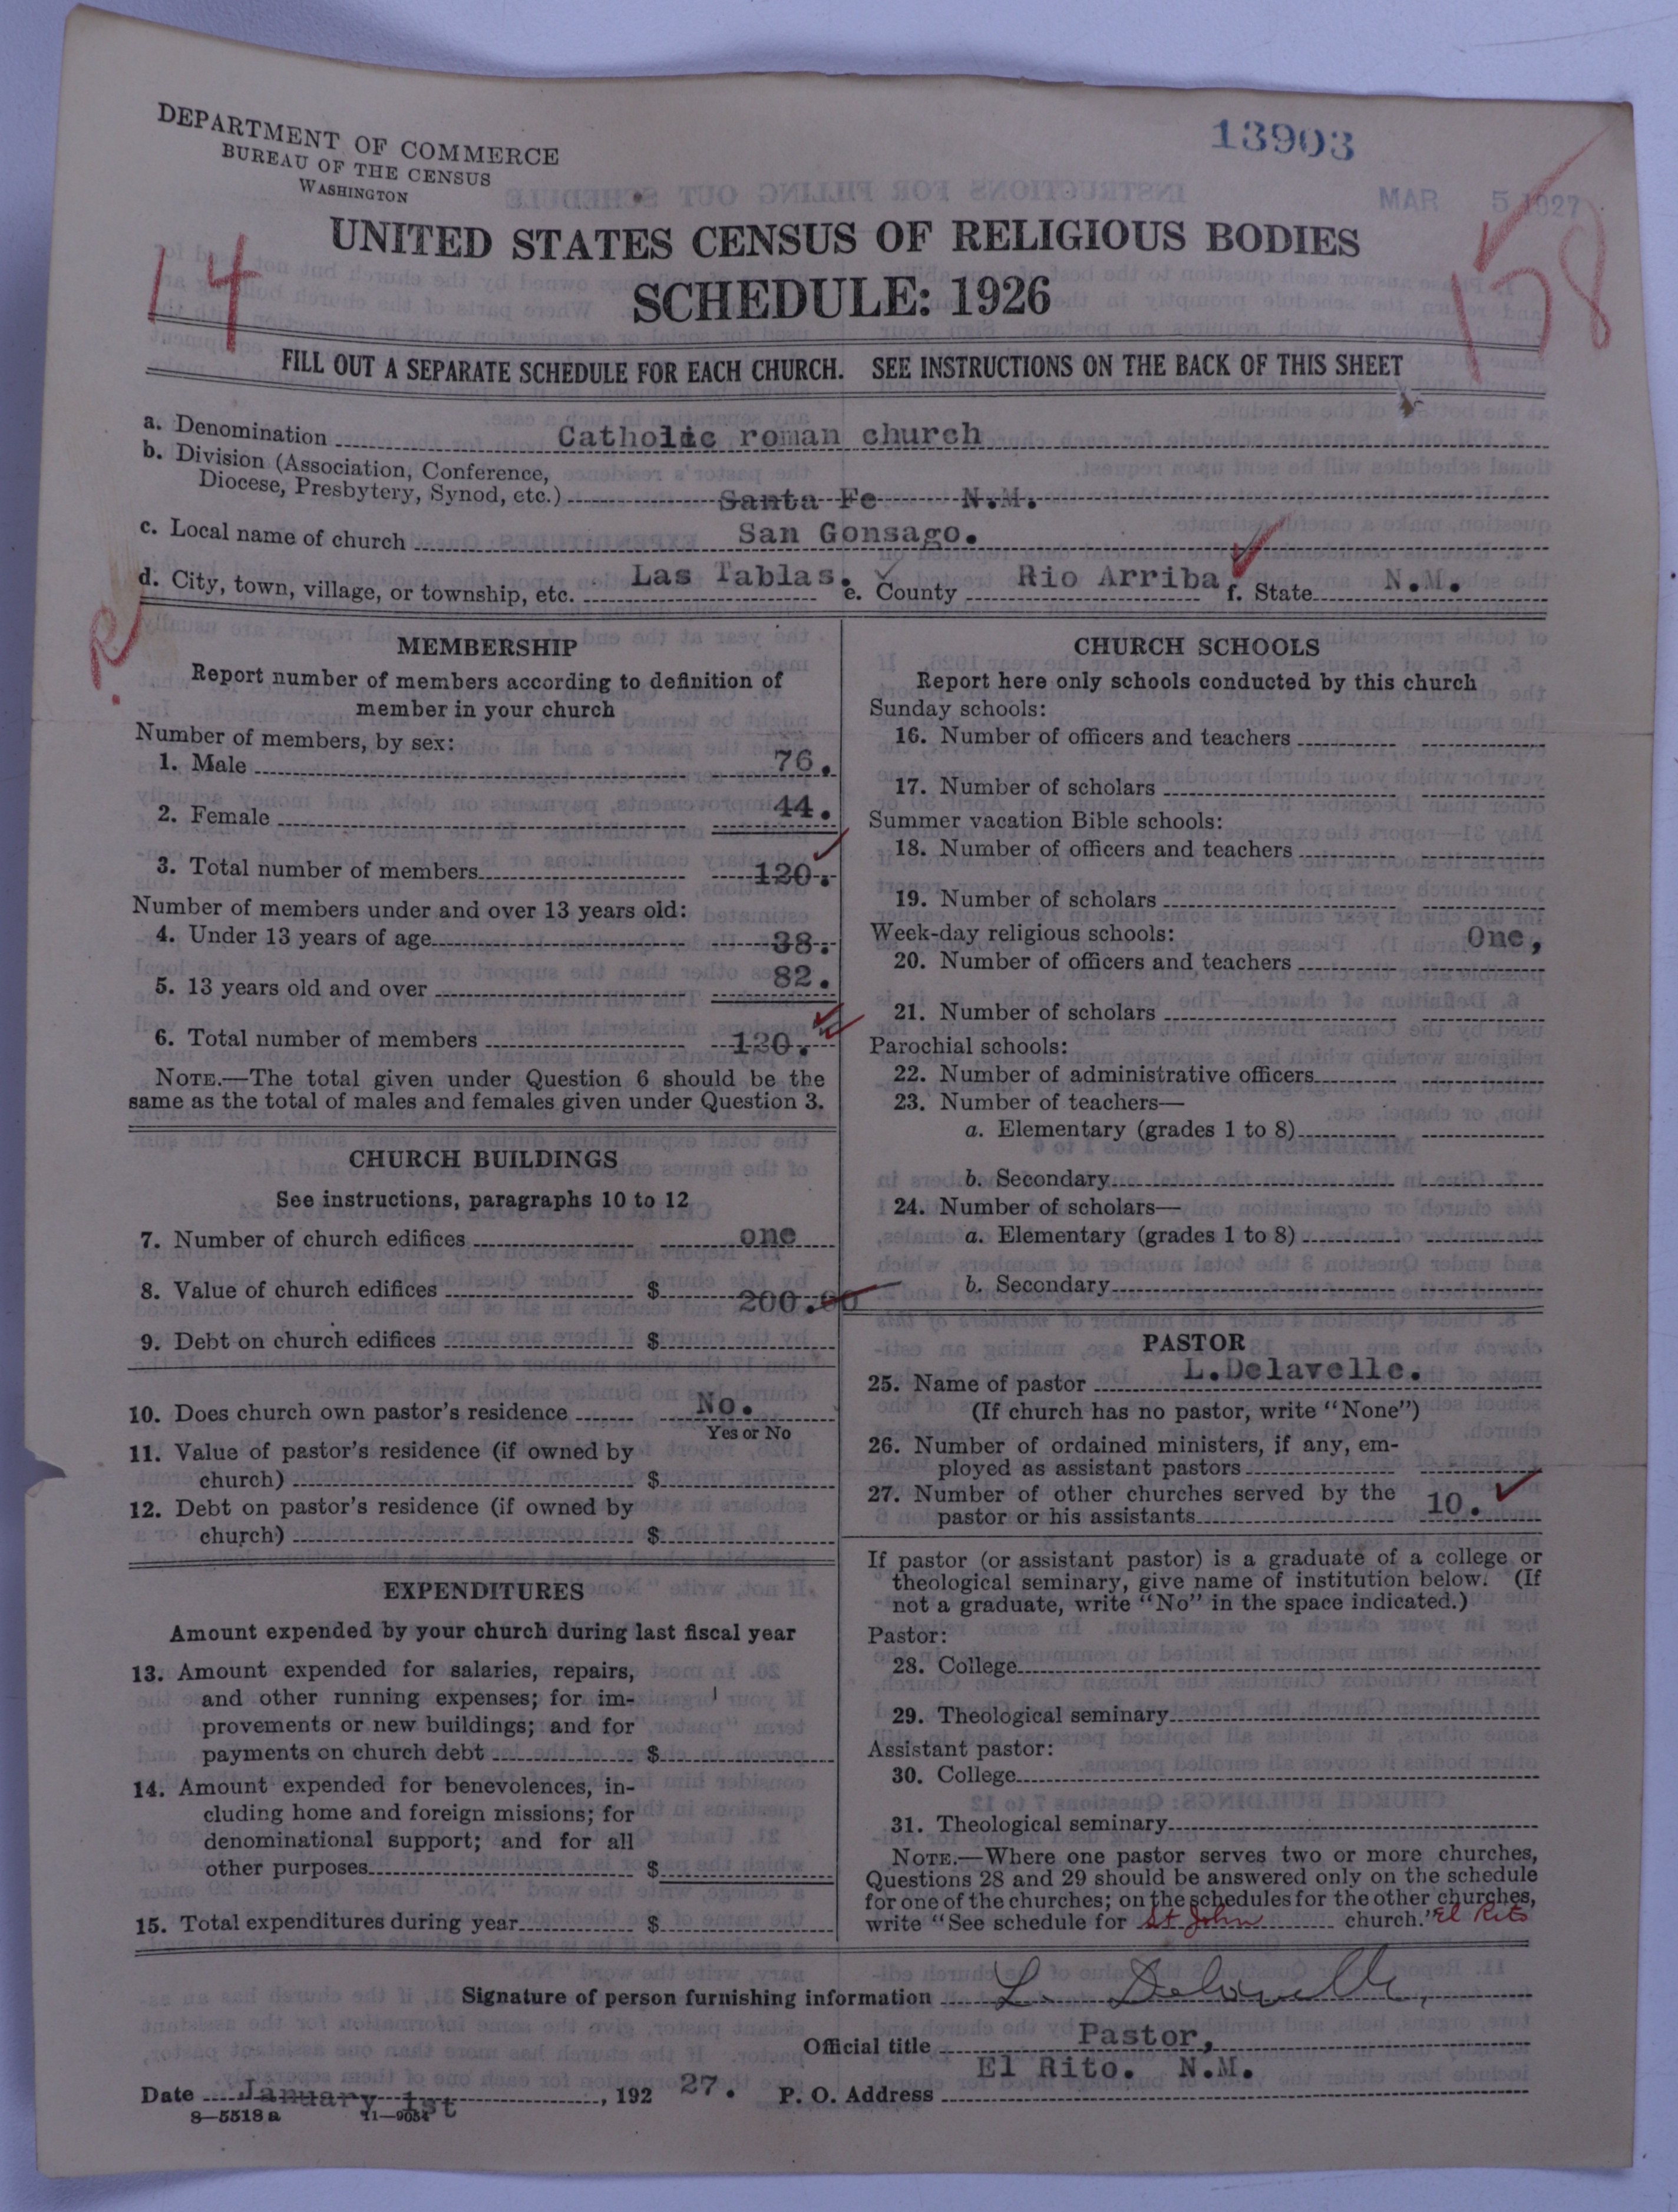 DEPARTMENT OF COMMERCE
BUREAU OF THE CENSUS
WASHINGTON
13903
MAR 5 1927
14
158
UNITED STATES CENSUS OF RELIGIOUS BODIES
SCHEDULE: 1926
FILL OUT A SEPARATE SCHEDULE FOR EACH CHURCH. SEE INSTRUCTIONS ON THE BACK OF THIS SHEET
a. Denomination Catholic roman church
b. Division (Association, Conference,
Diocese, Presbytery, Synod, etc.) Santa Fe N.M.
c. Local name of church San Gonsago.
d. City, town, village, or township, etc. Las Tablas. e. County Rio Arriba f. State N.M.
R.
MEMBERSHIP
Report number of members according to definition of
member in your church
Number of members, by sex:
1. Male 76.
2. Female 44.
3. Total number of members 120.
Number of members under and over 13 years old:
4. Under 13 years of age 38.
5. 13 years old and over 82.
6. Total number of members 120.
NOTE.—The total given under Question 6 should be the
same as the total of males and females given under Question 3.
CHURCH BUILDINGS
See instructions, paragraphs 10 to 12
7. Number of church edifices one
8. Value of church edifices $ 200.00
9. Debt on church edifices $
10. Does church own pastor's residence No.
Yes or No
11. Value of pastor's residence (if owned by
church) $
12. Debt on pastor's residence (if owned by
church) $
EXPENDITURES
Amount expended by your church during last fiscal year
13. Amount expended for salaries, repairs,
and other running expenses; for im-
provements or new buildings; and for
payments on church debt $
14. Amount expended for benevolences, in-
cluding home and foreign missions; for
denominational support; and for all
other purposes $
15. Total expenditures during year $
CHURCH SCHOOLS
Report here only schools conducted by this church
Sunday schools:
16. Number of officers and teachers
17. Number of scholars
Summer vacation Bible schools:
18. Number of officers and teachers
19. Number of scholars
Week-day religious schools: One,
20. Number of officers and teachers
21. Number of scholars
Parochial schools:
22. Number of administrative officers
23. Number of teachers—
a. Elementary (grades 1 to 8)
b. Secondary
24. Number of scholars—
a. Elementary (grades 1 to 8)
b. Secondary
PASTOR
25. Name of pastor L.Delavelle.
(If church has no pastor, write "None")
26. Number of ordained ministers, if any, em-
ployed as assistant pastors
27. Number of other churches served by the
pastor or his assistants 10.
If pastor (or assistant pastor) is a graduate of a college or
theological seminary, give name of institution below. (If
not a graduate, write "No" in the space indicated.)
Pastor:
28. College
29. Theological seminary
Assistant pastor:
30. College
31. Theological seminary
NOTE.—Where one pastor serves two or more churches,
Questions 28 and 29 should be answered only on the schedule
for one of the churches; on the schedules for the other churches,
write "See schedule for St John church." El Rito
Signature of person furnishing information L. Delavelle,
Official title Pastor,
Date January 1st, 1927. P. O. Address El Rito. N.M.
8—5518a 11—9054